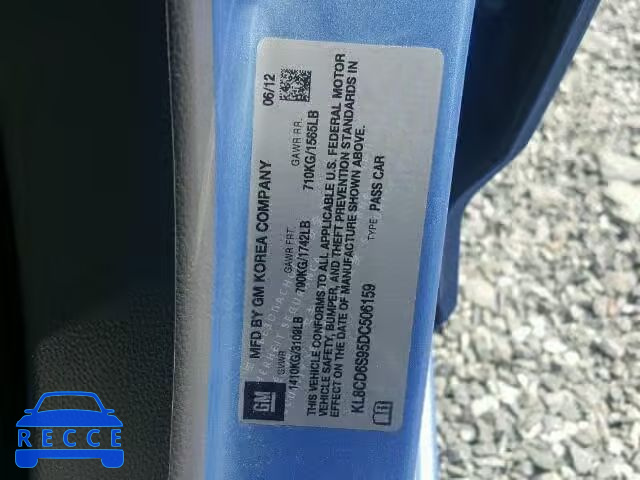 MFD BY GM KOREA COMPANY 06/12
GVWR GAWR FRT. GAWR RR.
1410KG/3109LB 790KG/1742LB 710KG/1565LB
THIS VEHICLE CONFORMS TO ALL APPLICABLE U.S. FEDERAL MOTOR
VEHICLE SAFETY, BUMPER, AND THEFT PREVENTION STANDARDS IN
EFFECT ON THE DATE OF MANUFACTURE SHOWN ABOVE.
KL8CD6S95DC506159 TYPE: PASS CAR
GM
RECCE